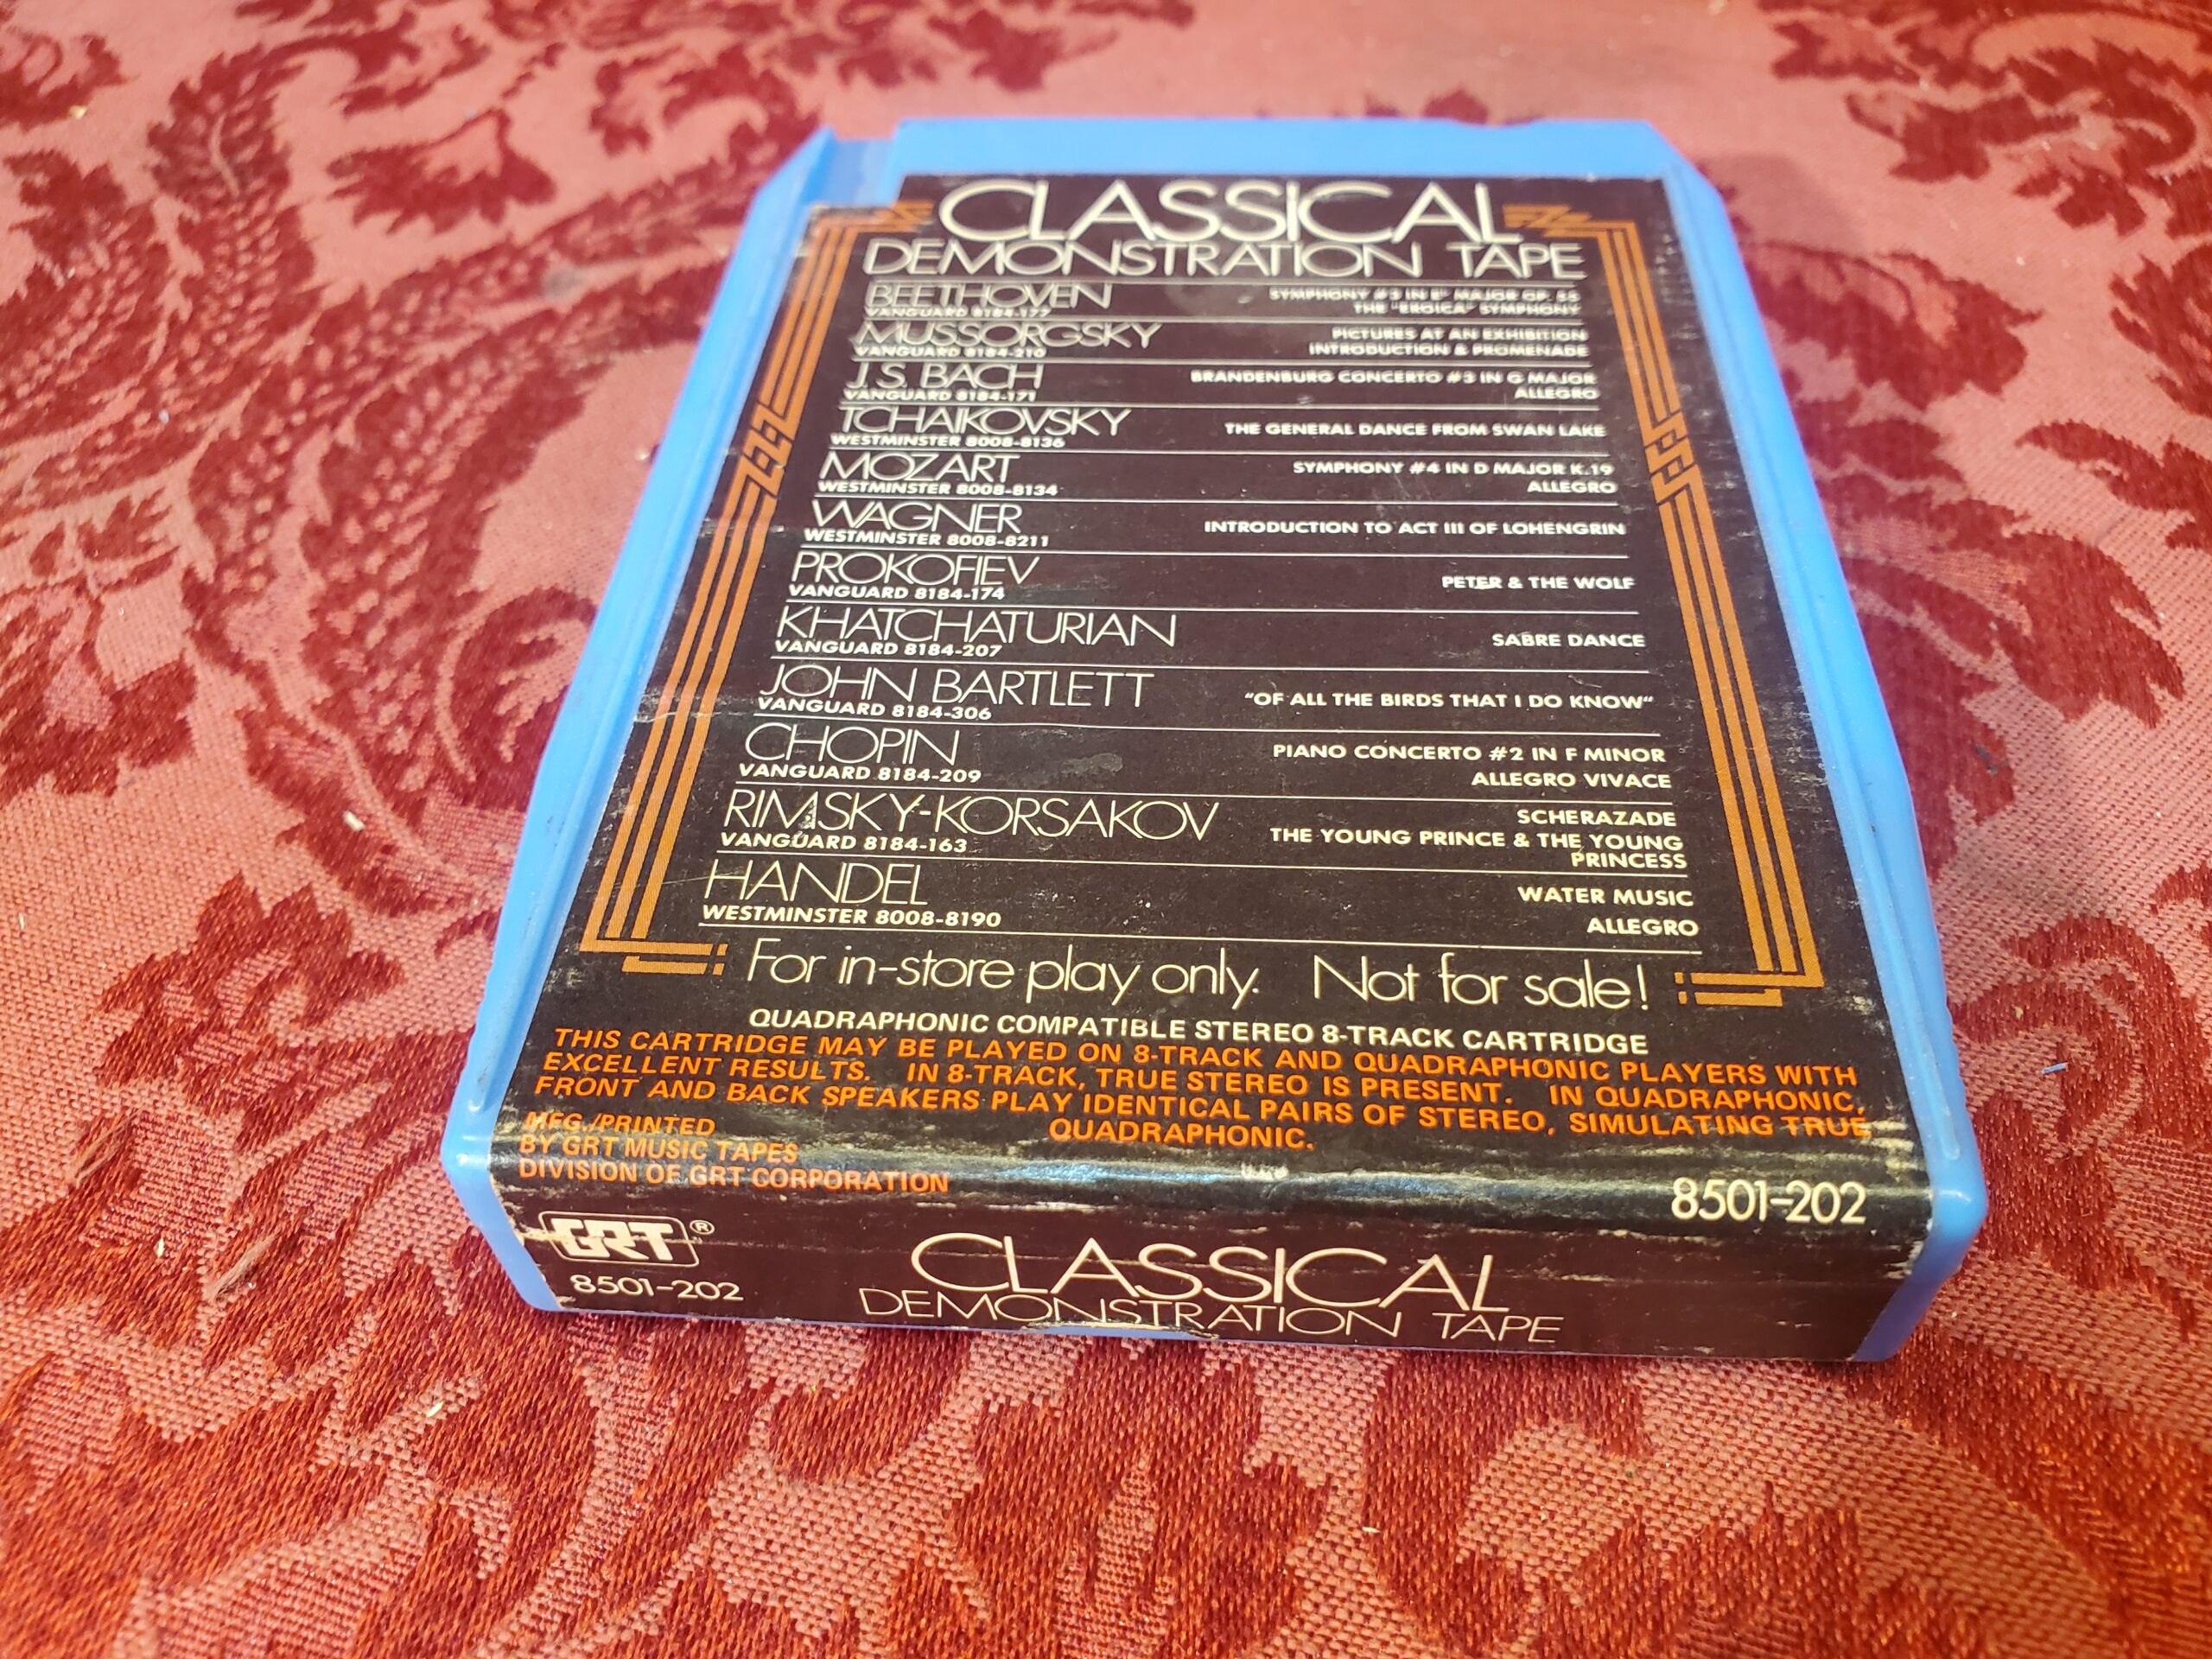 CLASSICAL
DEMONSTRATION TAPE
BEETHOVEN
VANGUARD 8184-177
SYMPHONY #3 IN E♭ MAJOR OP. 55
THE "EROICA" SYMPHONY
MUSSORGSKY
VANGUARD 8184-210
PICTURES AT AN EXHIBITION
INTRODUCTION & PROMENADE
J.S. BACH
VANGUARD 8184-171
BRANDENBURG CONCERTO #3 IN G MAJOR
ALLEGRO
TCHAIKOVSKY
WESTMINSTER 8008-8136
THE GENERAL DANCE FROM SWAN LAKE
MOZART
WESTMINSTER 8008-8134
SYMPHONY #4 IN D MAJOR K.19
ALLEGRO
WAGNER
WESTMINSTER 8008-8211
INTRODUCTION TO ACT III OF LOHENGRIN
PROKOFIEV
VANGUARD 8184-174
PETER & THE WOLF
KHATCHATURIAN
VANGUARD 8184-207
SABRE DANCE
JOHN BARTLETT
VANGUARD 8184-306
"OF ALL THE BIRDS THAT I DO KNOW"
CHOPIN
VANGUARD 8184-209
PIANO CONCERTO #2 IN F MINOR
ALLEGRO VIVACE
RIMSKY-KORSAKOV
VANGUARD 8184-163
SCHERAZADE
THE YOUNG PRINCE & THE YOUNG
PRINCESS
HANDEL
WESTMINSTER 8008-8190
WATER MUSIC
ALLEGRO
For in-store play only. Not for sale!
QUADRAPHONIC COMPATIBLE STEREO 8-TRACK CARTRIDGE
THIS CARTRIDGE MAY BE PLAYED ON 8-TRACK AND QUADRAPHONIC PLAYERS WITH
EXCELLENT RESULTS. IN 8-TRACK, TRUE STEREO IS PRESENT. IN QUADRAPHONIC,
FRONT AND BACK SPEAKERS PLAY IDENTICAL PAIRS OF STEREO, SIMULATING TRUE
QUADRAPHONIC.
MFG./PRINTED
BY GRT MUSIC TAPES
DIVISION OF GRT CORPORATION
8501-202
GRT ®
8501-202
CLASSICAL
DEMONSTRATION TAPE